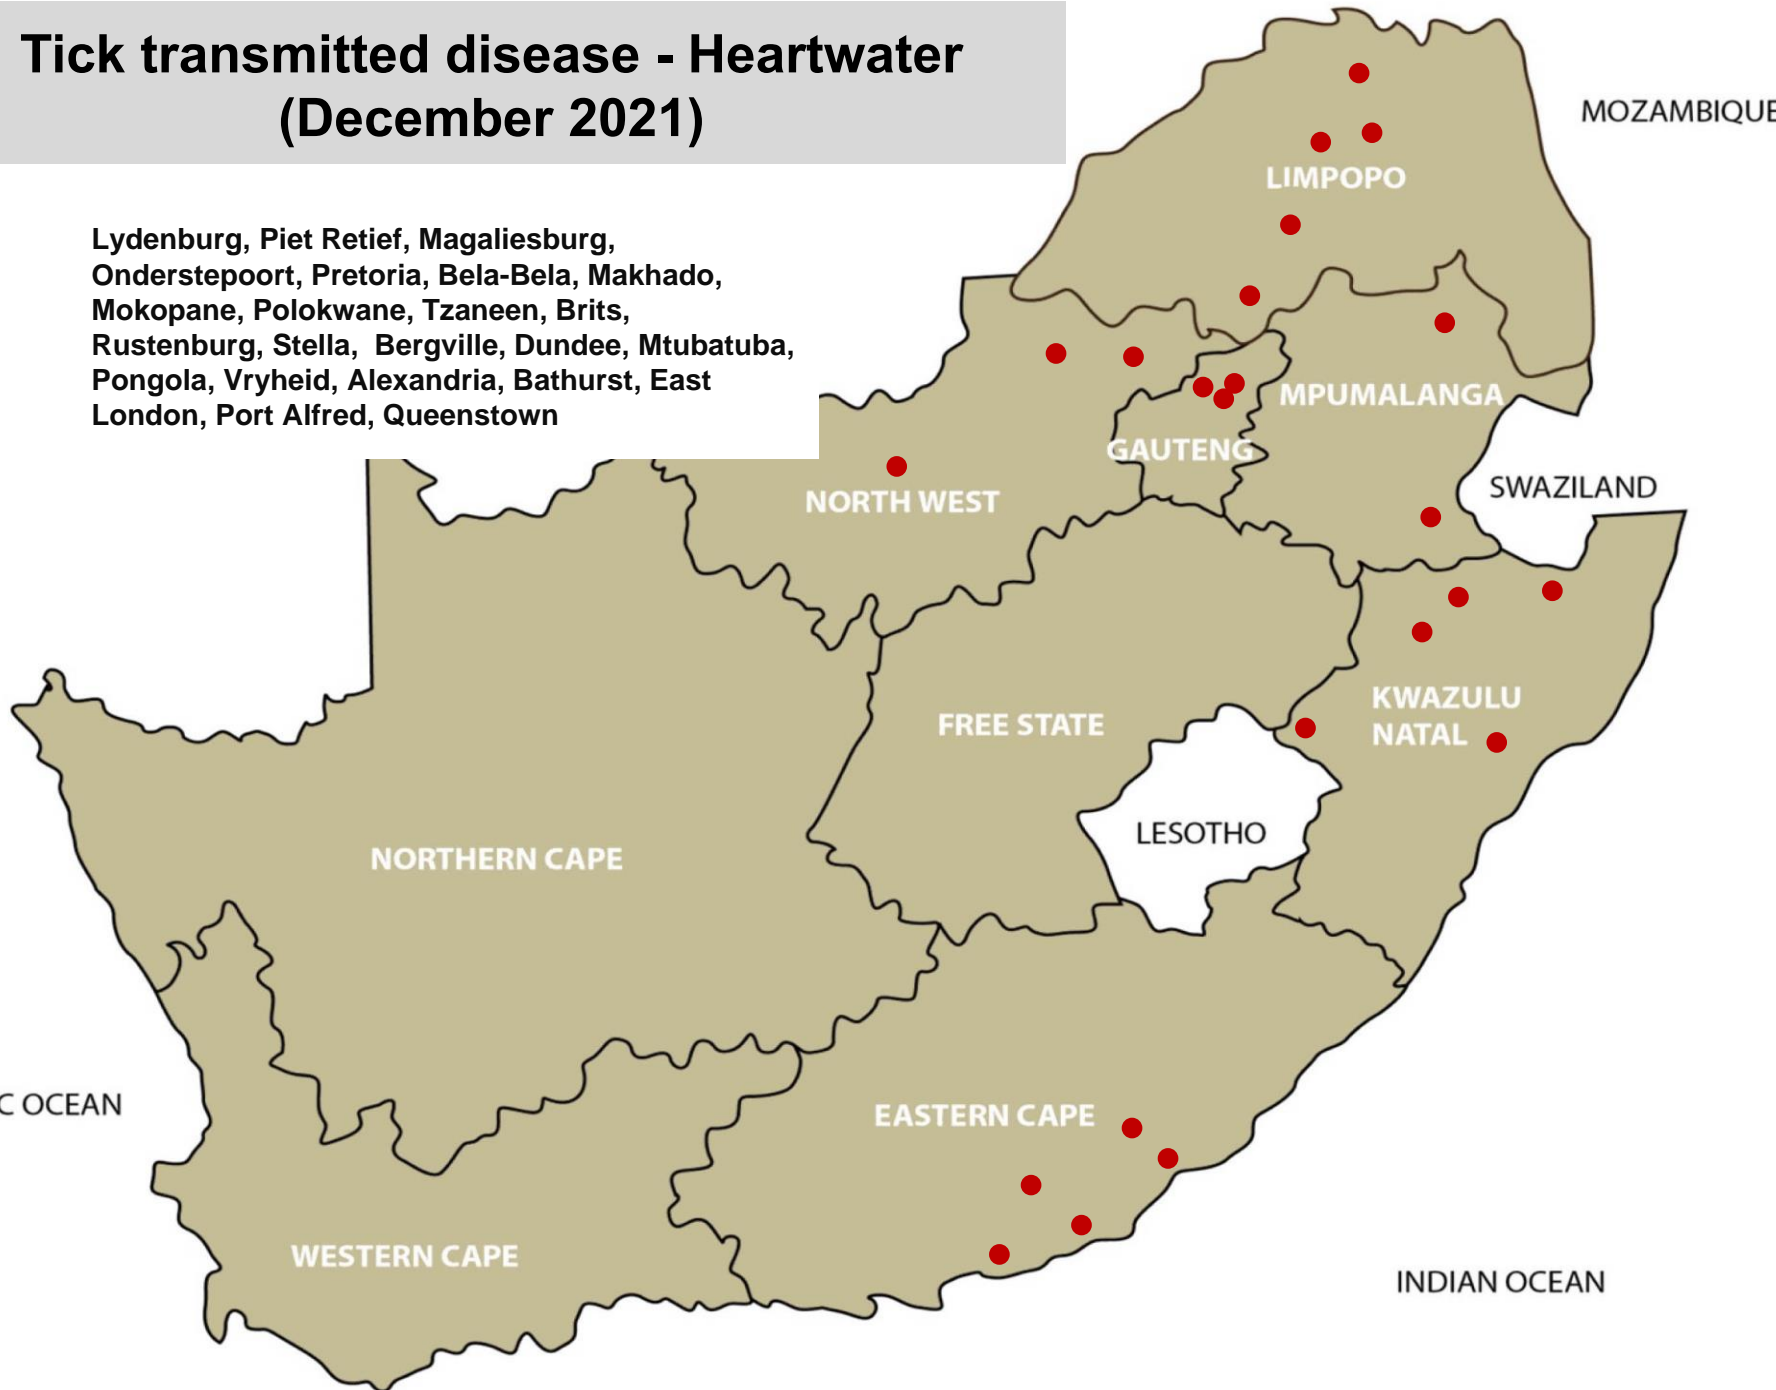 Tick transmitted disease - Heartwater
(December 2021)
Lydenburg, Piet Retief, Magaliesburg,
Onderstepoort, Pretoria, Bela-Bela, Makhado,
Mokopane, Polokwane, Tzaneen, Brits,
Rustenburg, Stella, Bergville, Dundee, Mtubatuba,
Pongola, Vryheid, Alexandria, Bathurst, East
London, Port Alfred, Queenstown
MOZAMBIQUE
LIMPOPO
MPUMALANGA
GAUTENG
SWAZILAND
NORTH WEST
KWAZULU
NATAL
FREE STATE
LESOTHO
NORTHERN CAPE
C OCEAN
EASTERN CAPE
WESTERN CAPE
INDIAN OCEAN